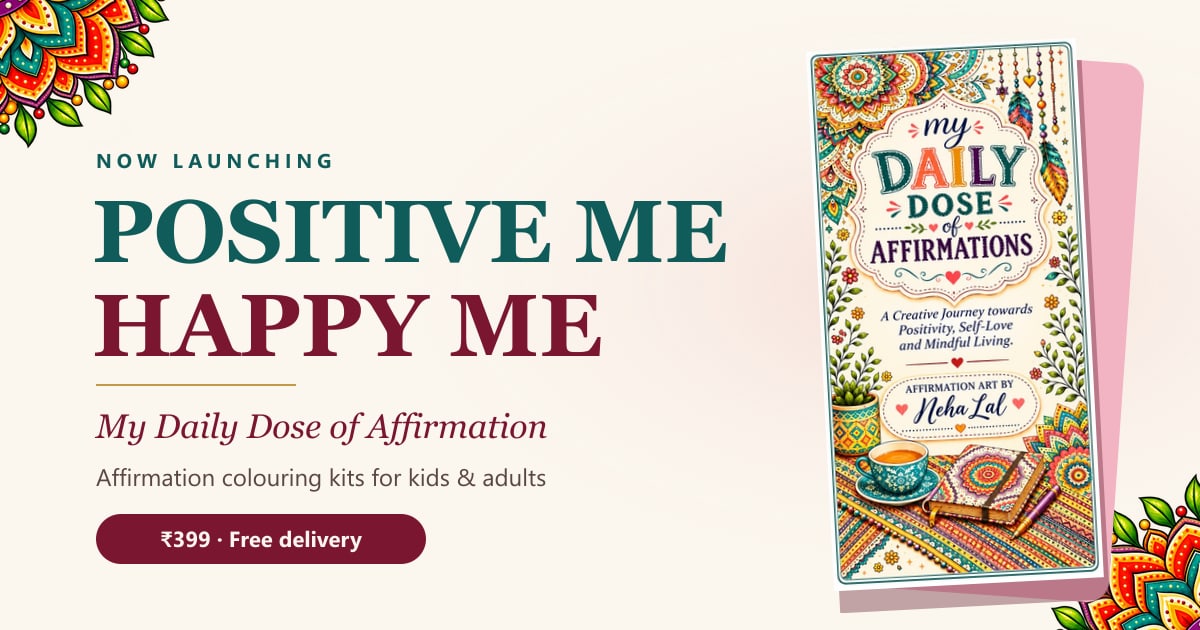 NOW LAUNCHING
POSITIVE ME
HAPPY ME
My Daily Dose of Affirmation
Affirmation colouring kits for kids & adults
₹399 · Free delivery
my
DAILY
DOSE
of
AFFIRMATIONS
A Creative Journey towards
Positivity, Self-Love
and Mindful Living.
AFFIRMATION ART BY
Neha Lal